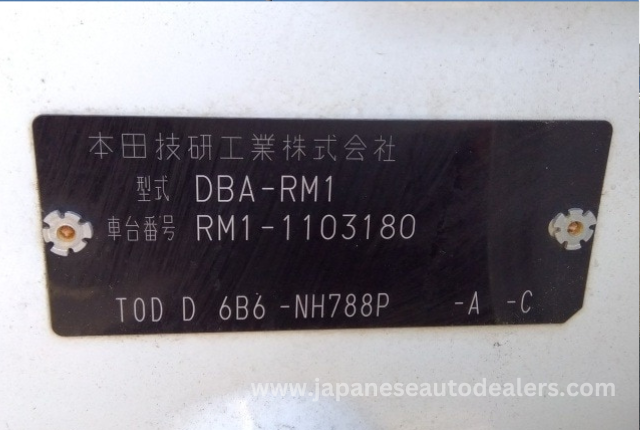 本田技研工業株式会社
型式 DBA-RM1
車台番号 RM1-1103180
TOD D 6B6 -NH788P -A -C
www.japaneseautodealers.com